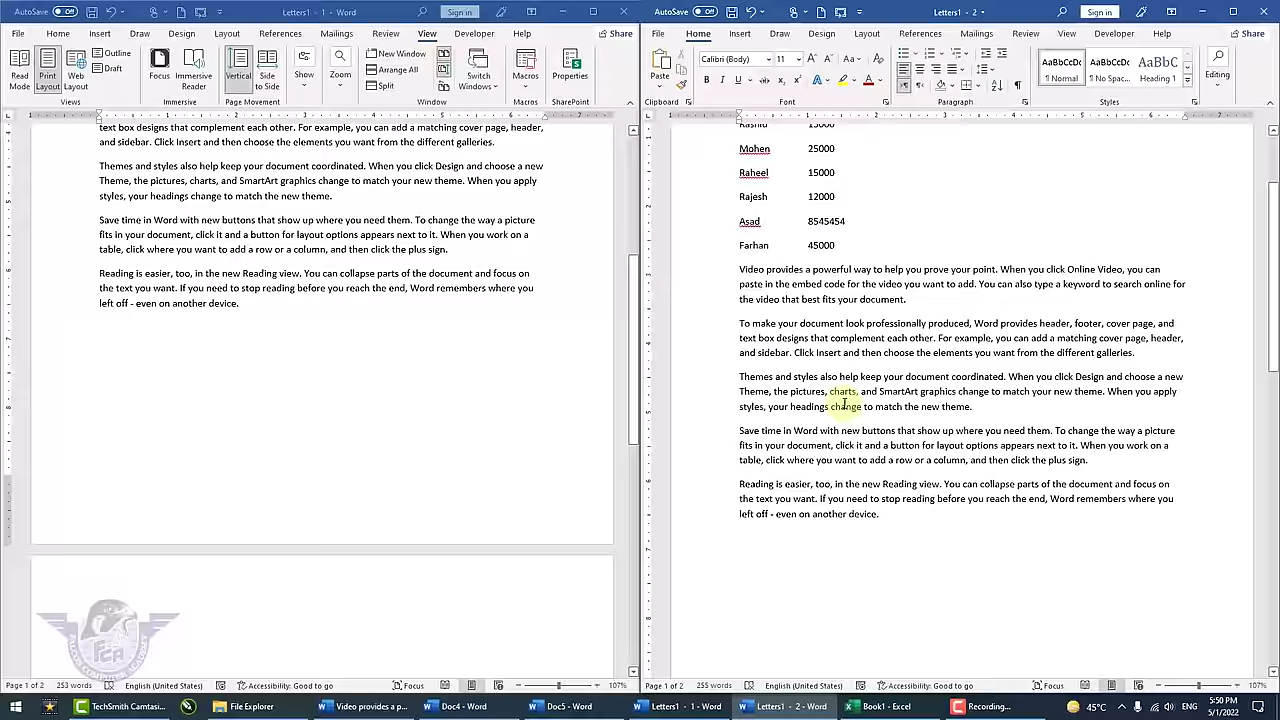 AutoSave Off Letters1 - 1 - Word Sign in
File Home Insert Draw Design Layout References Mailings Review View Developer Help Share
Read Mode
Print Layout
Web Layout
Outline
Draft
Views
Focus
Immersive Reader
Immersive
Vertical
Side to Side
Page Movement
Show
Zoom
New Window
Arrange All
Split
Switch Windows
Window
Macros
Macros
Properties
SharePoint
text box designs that complement each other. For example, you can add a matching cover page, header,
and sidebar. Click Insert and then choose the elements you want from the different galleries.
Themes and styles also help keep your document coordinated. When you click Design and choose a new
Theme, the pictures, charts, and SmartArt graphics change to match your new theme. When you apply
styles, your headings change to match the new theme.
Save time in Word with new buttons that show up where you need them. To change the way a picture
fits in your document, click it and a button for layout options appears next to it. When you work on a
table, click where you want to add a row or a column, and then click the plus sign.
Reading is easier, too, in the new Reading view. You can collapse parts of the document and focus on
the text you want. If you need to stop reading before you reach the end, Word remembers where you
left off - even on another device.
FCA
Page 1 of 2 253 words English (United States) Accessibility: Good to go Focus 107%
AutoSave Off Letters1 - 2 - Sign in
File Home Insert Draw Design Layout References Mailings Review View Developer Help Share
Paste
Clipboard
Calibri (Body) 11
Font
Paragraph
AaBbCcDc AaBbCcDc AaBbC
¶ Normal ¶ No Spac... Heading 1
Styles
Editing
Rashid 15000
Mohen 25000
Raheel 15000
Rajesh 12000
Asad 8545454
Farhan 45000
Video provides a powerful way to help you prove your point. When you click Online Video, you can
paste in the embed code for the video you want to add. You can also type a keyword to search online for
the video that best fits your document.
To make your document look professionally produced, Word provides header, footer, cover page, and
text box designs that complement each other. For example, you can add a matching cover page, header,
and sidebar. Click Insert and then choose the elements you want from the different galleries.
Themes and styles also help keep your document coordinated. When you click Design and choose a new
Theme, the pictures, charts, and SmartArt graphics change to match your new theme. When you apply
styles, your headings change to match the new theme.
Save time in Word with new buttons that show up where you need them. To change the way a picture
fits in your document, click it and a button for layout options appears next to it. When you work on a
table, click where you want to add a row or a column, and then click the plus sign.
Reading is easier, too, in the new Reading view. You can collapse parts of the document and focus on
the text you want. If you need to stop reading before you reach the end, Word remembers where you
left off - even on another device.
Page 1 of 2 255 words English (United States) Accessibility: Good to go Focus 107%
TechSmith Camtasi... File Explorer Video provides a p... Doc4 - Word Doc5 - Word Letters1 - 1 - Word Letters1 - 2 - Word Book1 - Excel Recording... 45°C ENG 5:50 PM
5/1/2022